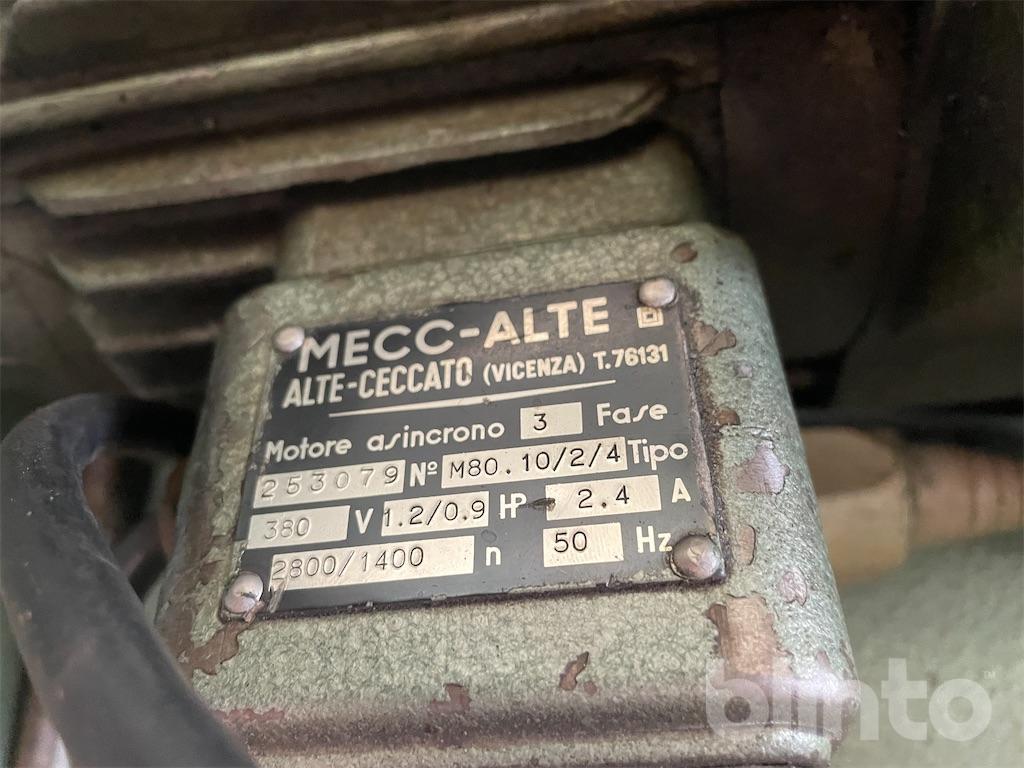 MECC-ALTE
ALTE-CECCATO (VICENZA) T.76131
Motore asincrono 3 Fase
253079 Nº M80.10/2/4 Tipo
380 V 1.2/0.9 HP 2.4 A
2800/1400 n 50 Hz
blinto™